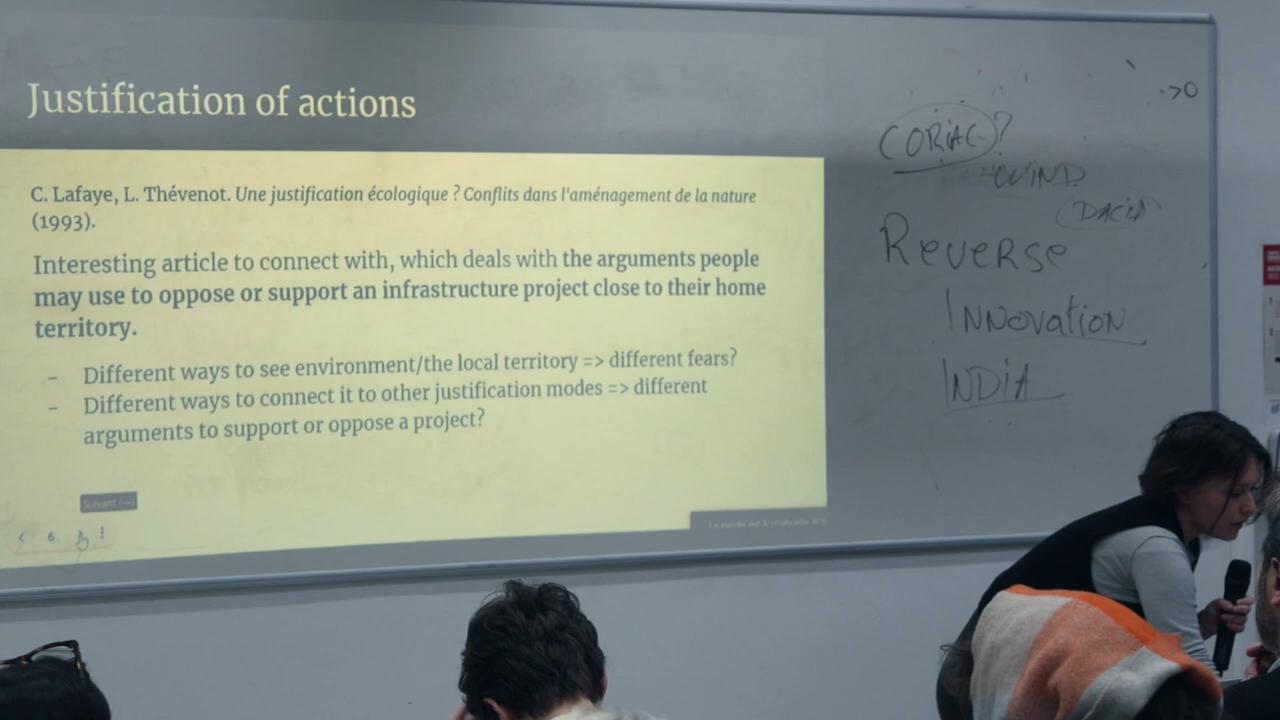 Justification of actions
C. Lafaye, L. Thévenot. Une justification écologique ? Conflits dans l'aménagement de la nature
(1993).
Interesting article to connect with, which deals with the arguments people
may use to oppose or support an infrastructure project close to their home
territory.
- Different ways to see environment/the local territory => different fears?
- Different ways to connect it to other justification modes => different
arguments to support or oppose a project?
Suivant
6
->0
WIND
DACIA
Reverse
Innovation
INDIA